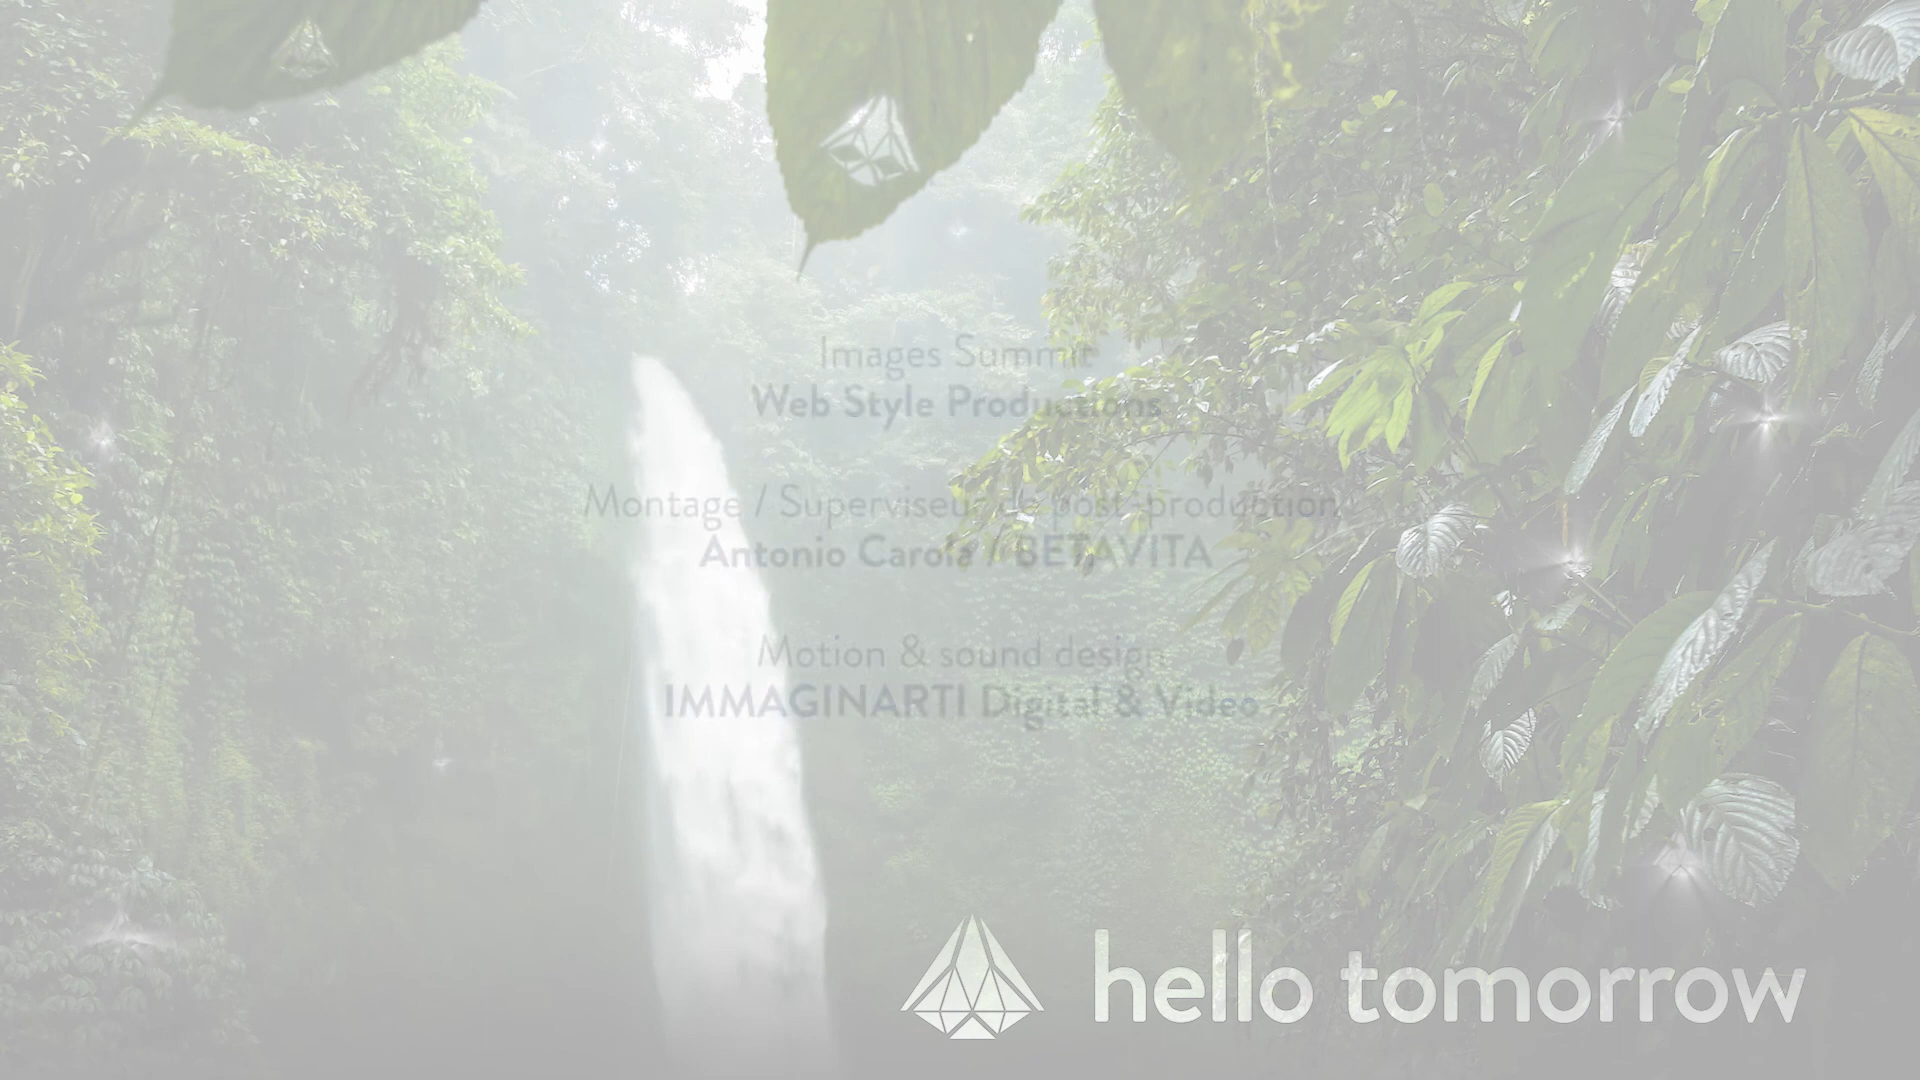 Images Summit
Web Style Productions
Montage / Superviseur de post-production
Antonio Carola / BETAVITA
Motion & sound design
IMMAGINARTI Digital & Video
hello tomorrow